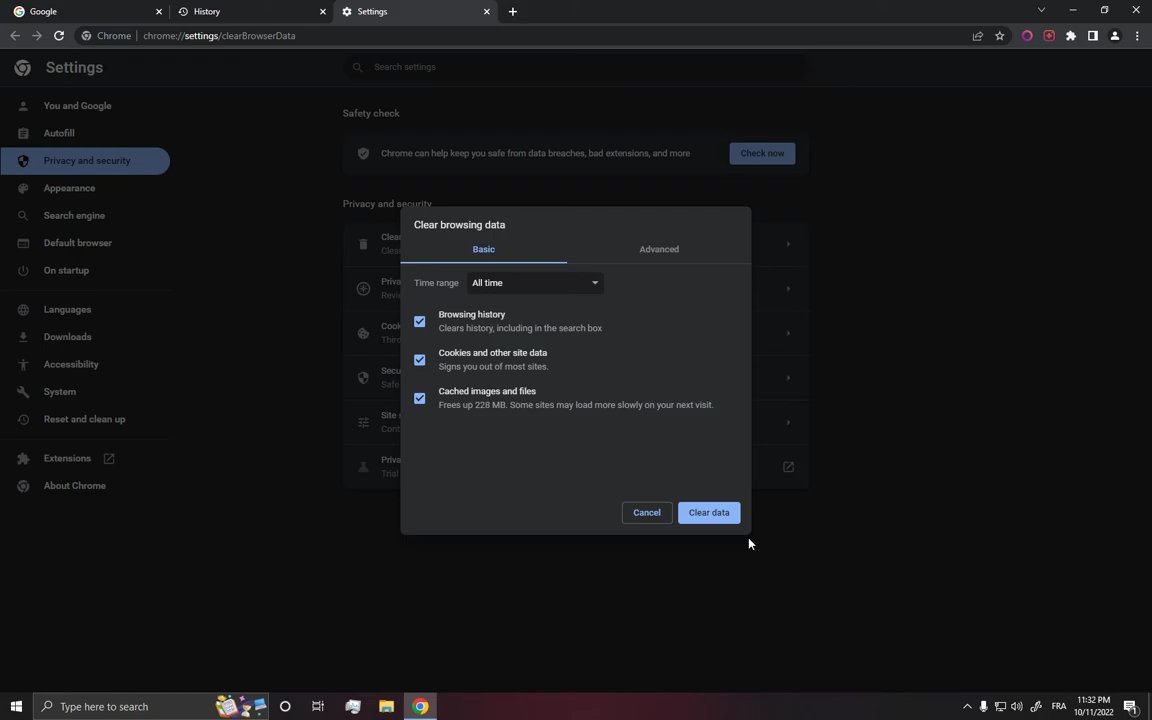 Google
History
Settings
Chrome | chrome://settings/clearBrowserData
Settings
Search settings
You and Google
Autofill
Privacy and security
Appearance
Search engine
Default browser
On startup
Languages
Downloads
Accessibility
System
Reset and clean up
Extensions
About Chrome
Safety check
Chrome can help keep you safe from data breaches, bad extensions, and more
Check now
Privacy and security
Clear browsing data
Basic
Advanced
Time range
All time
Browsing history
Clears history, including in the search box
Cookies and other site data
Signs you out of most sites.
Cached images and files
Frees up 228 MB. Some sites may load more slowly on your next visit.
Cancel
Clear data
Type here to search
FRA
11:32 PM
10/11/2022